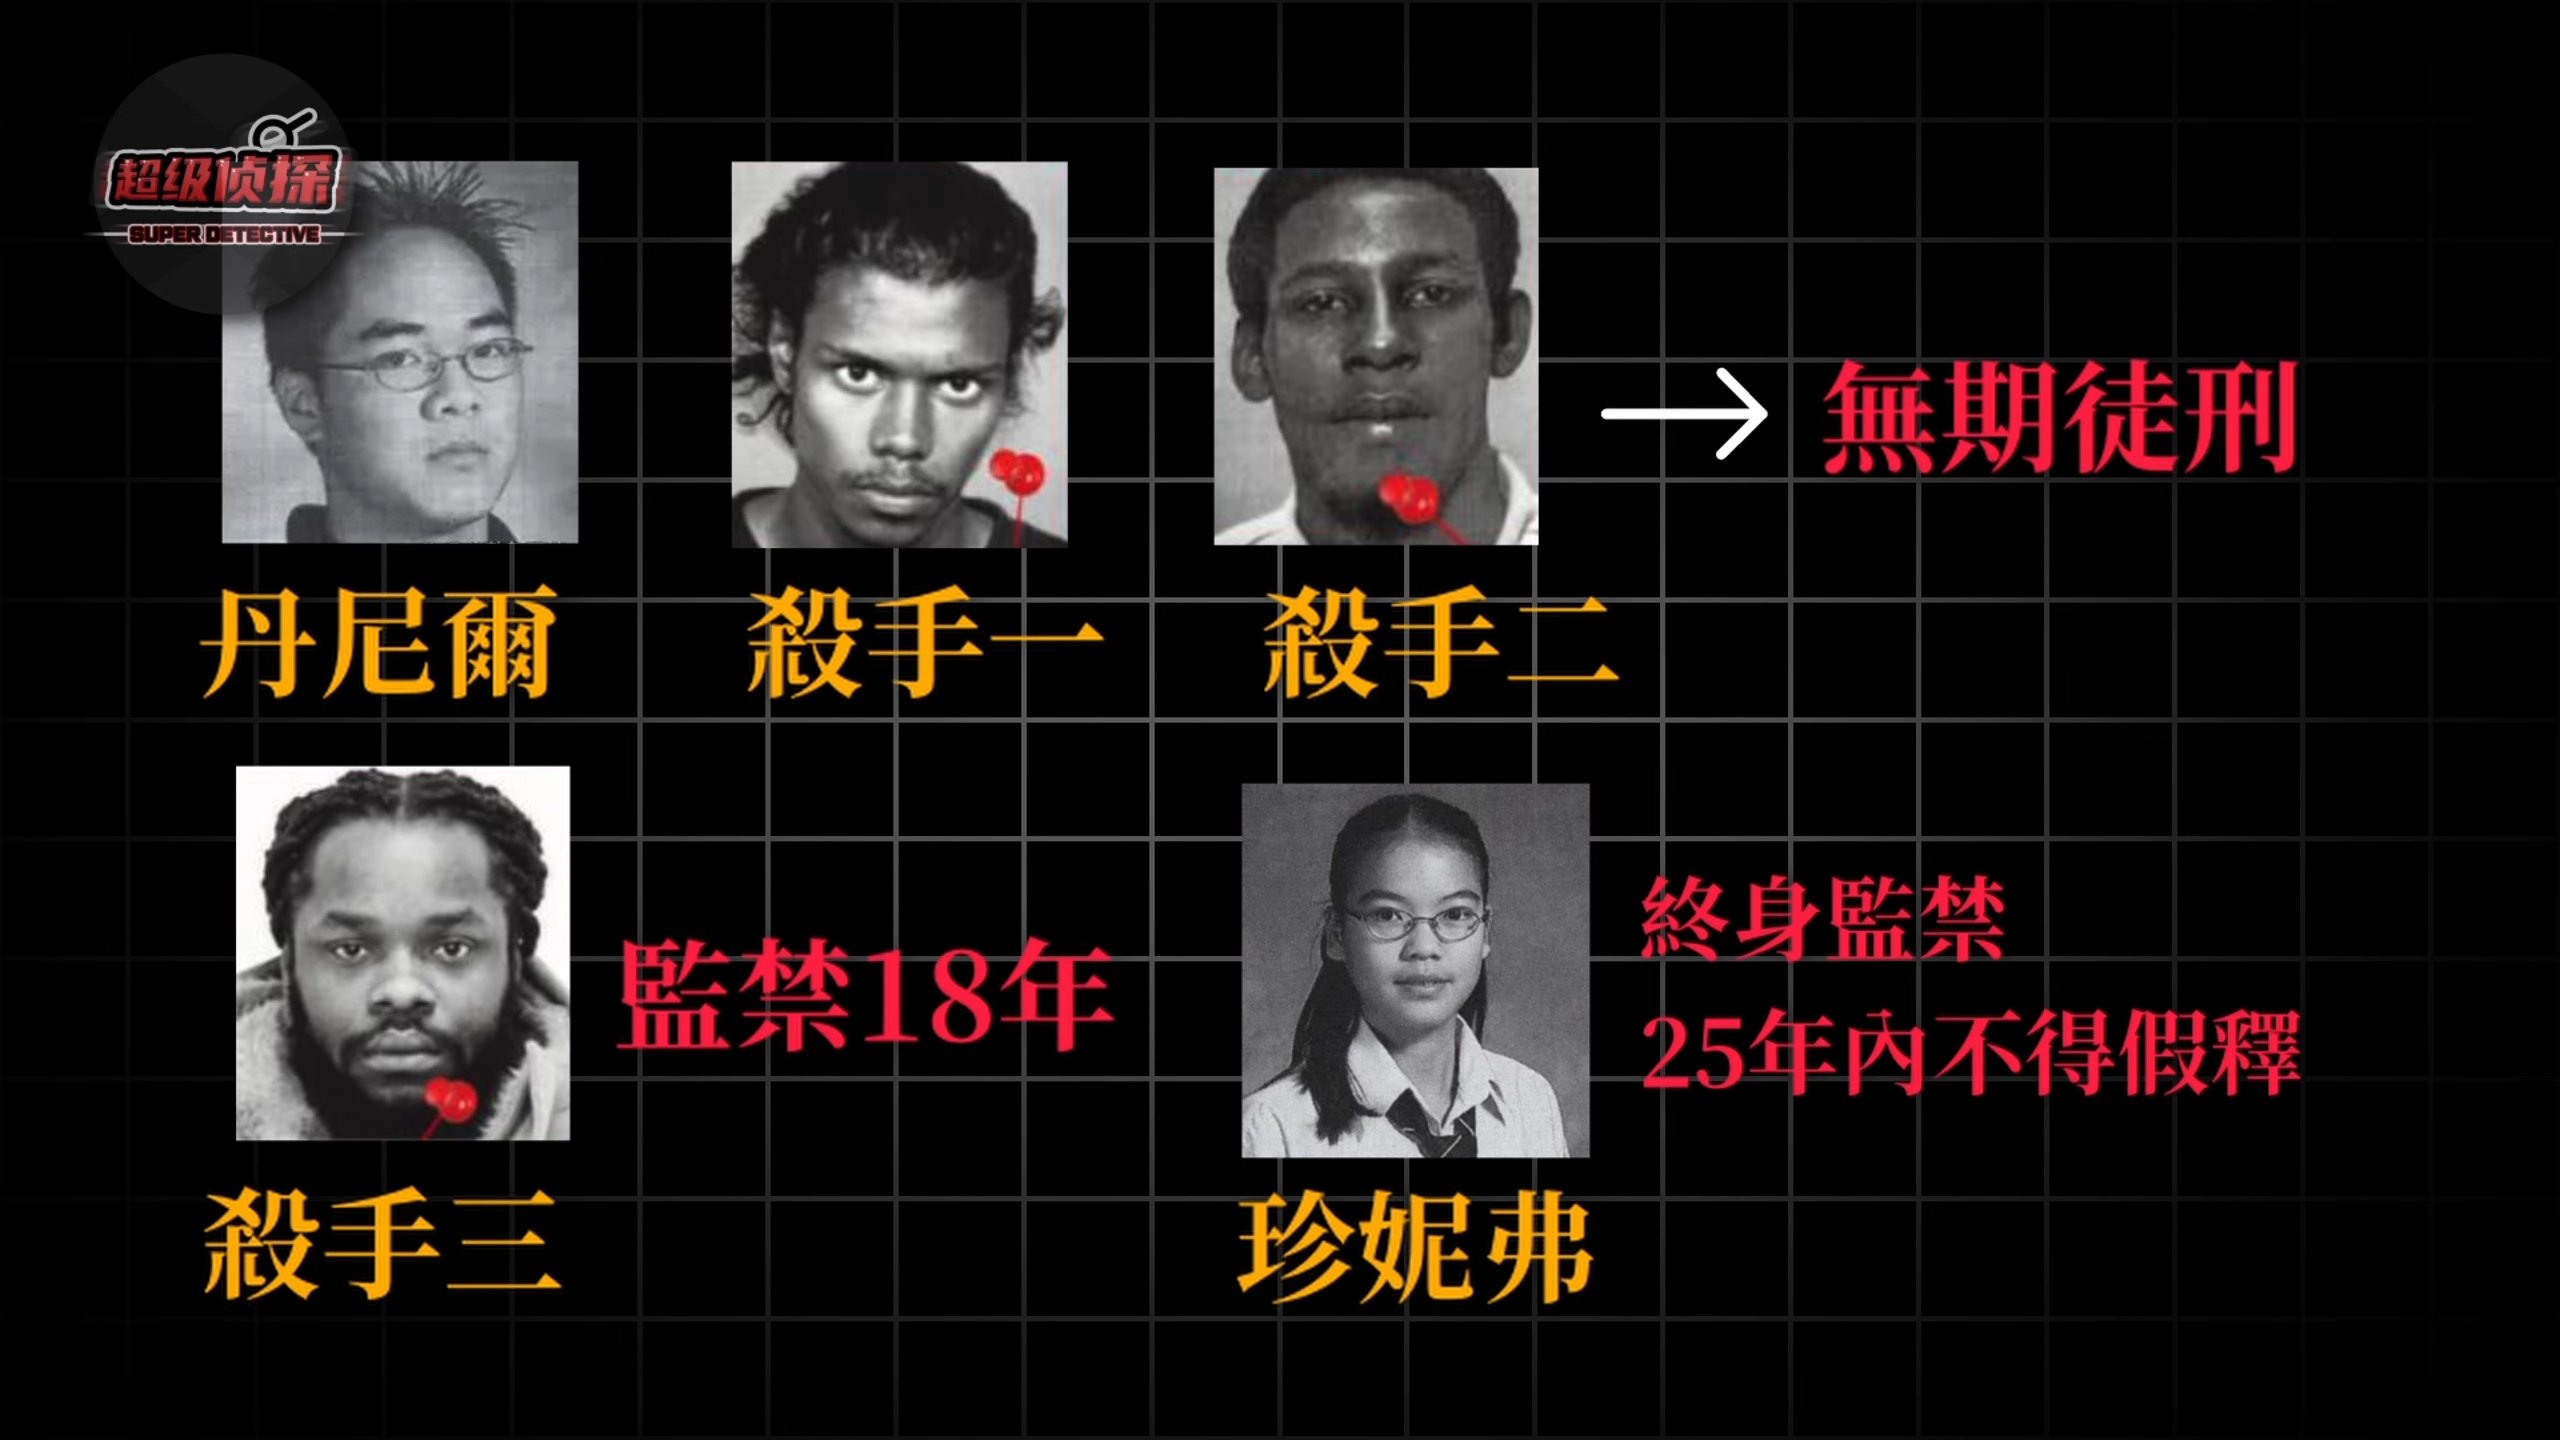 超级侦探
SUPER DETECTIVE
無期徒刑
丹尼爾
殺手一
殺手二
監禁18年
終身監禁
25年內不得假釋
殺手三
珍妮弗